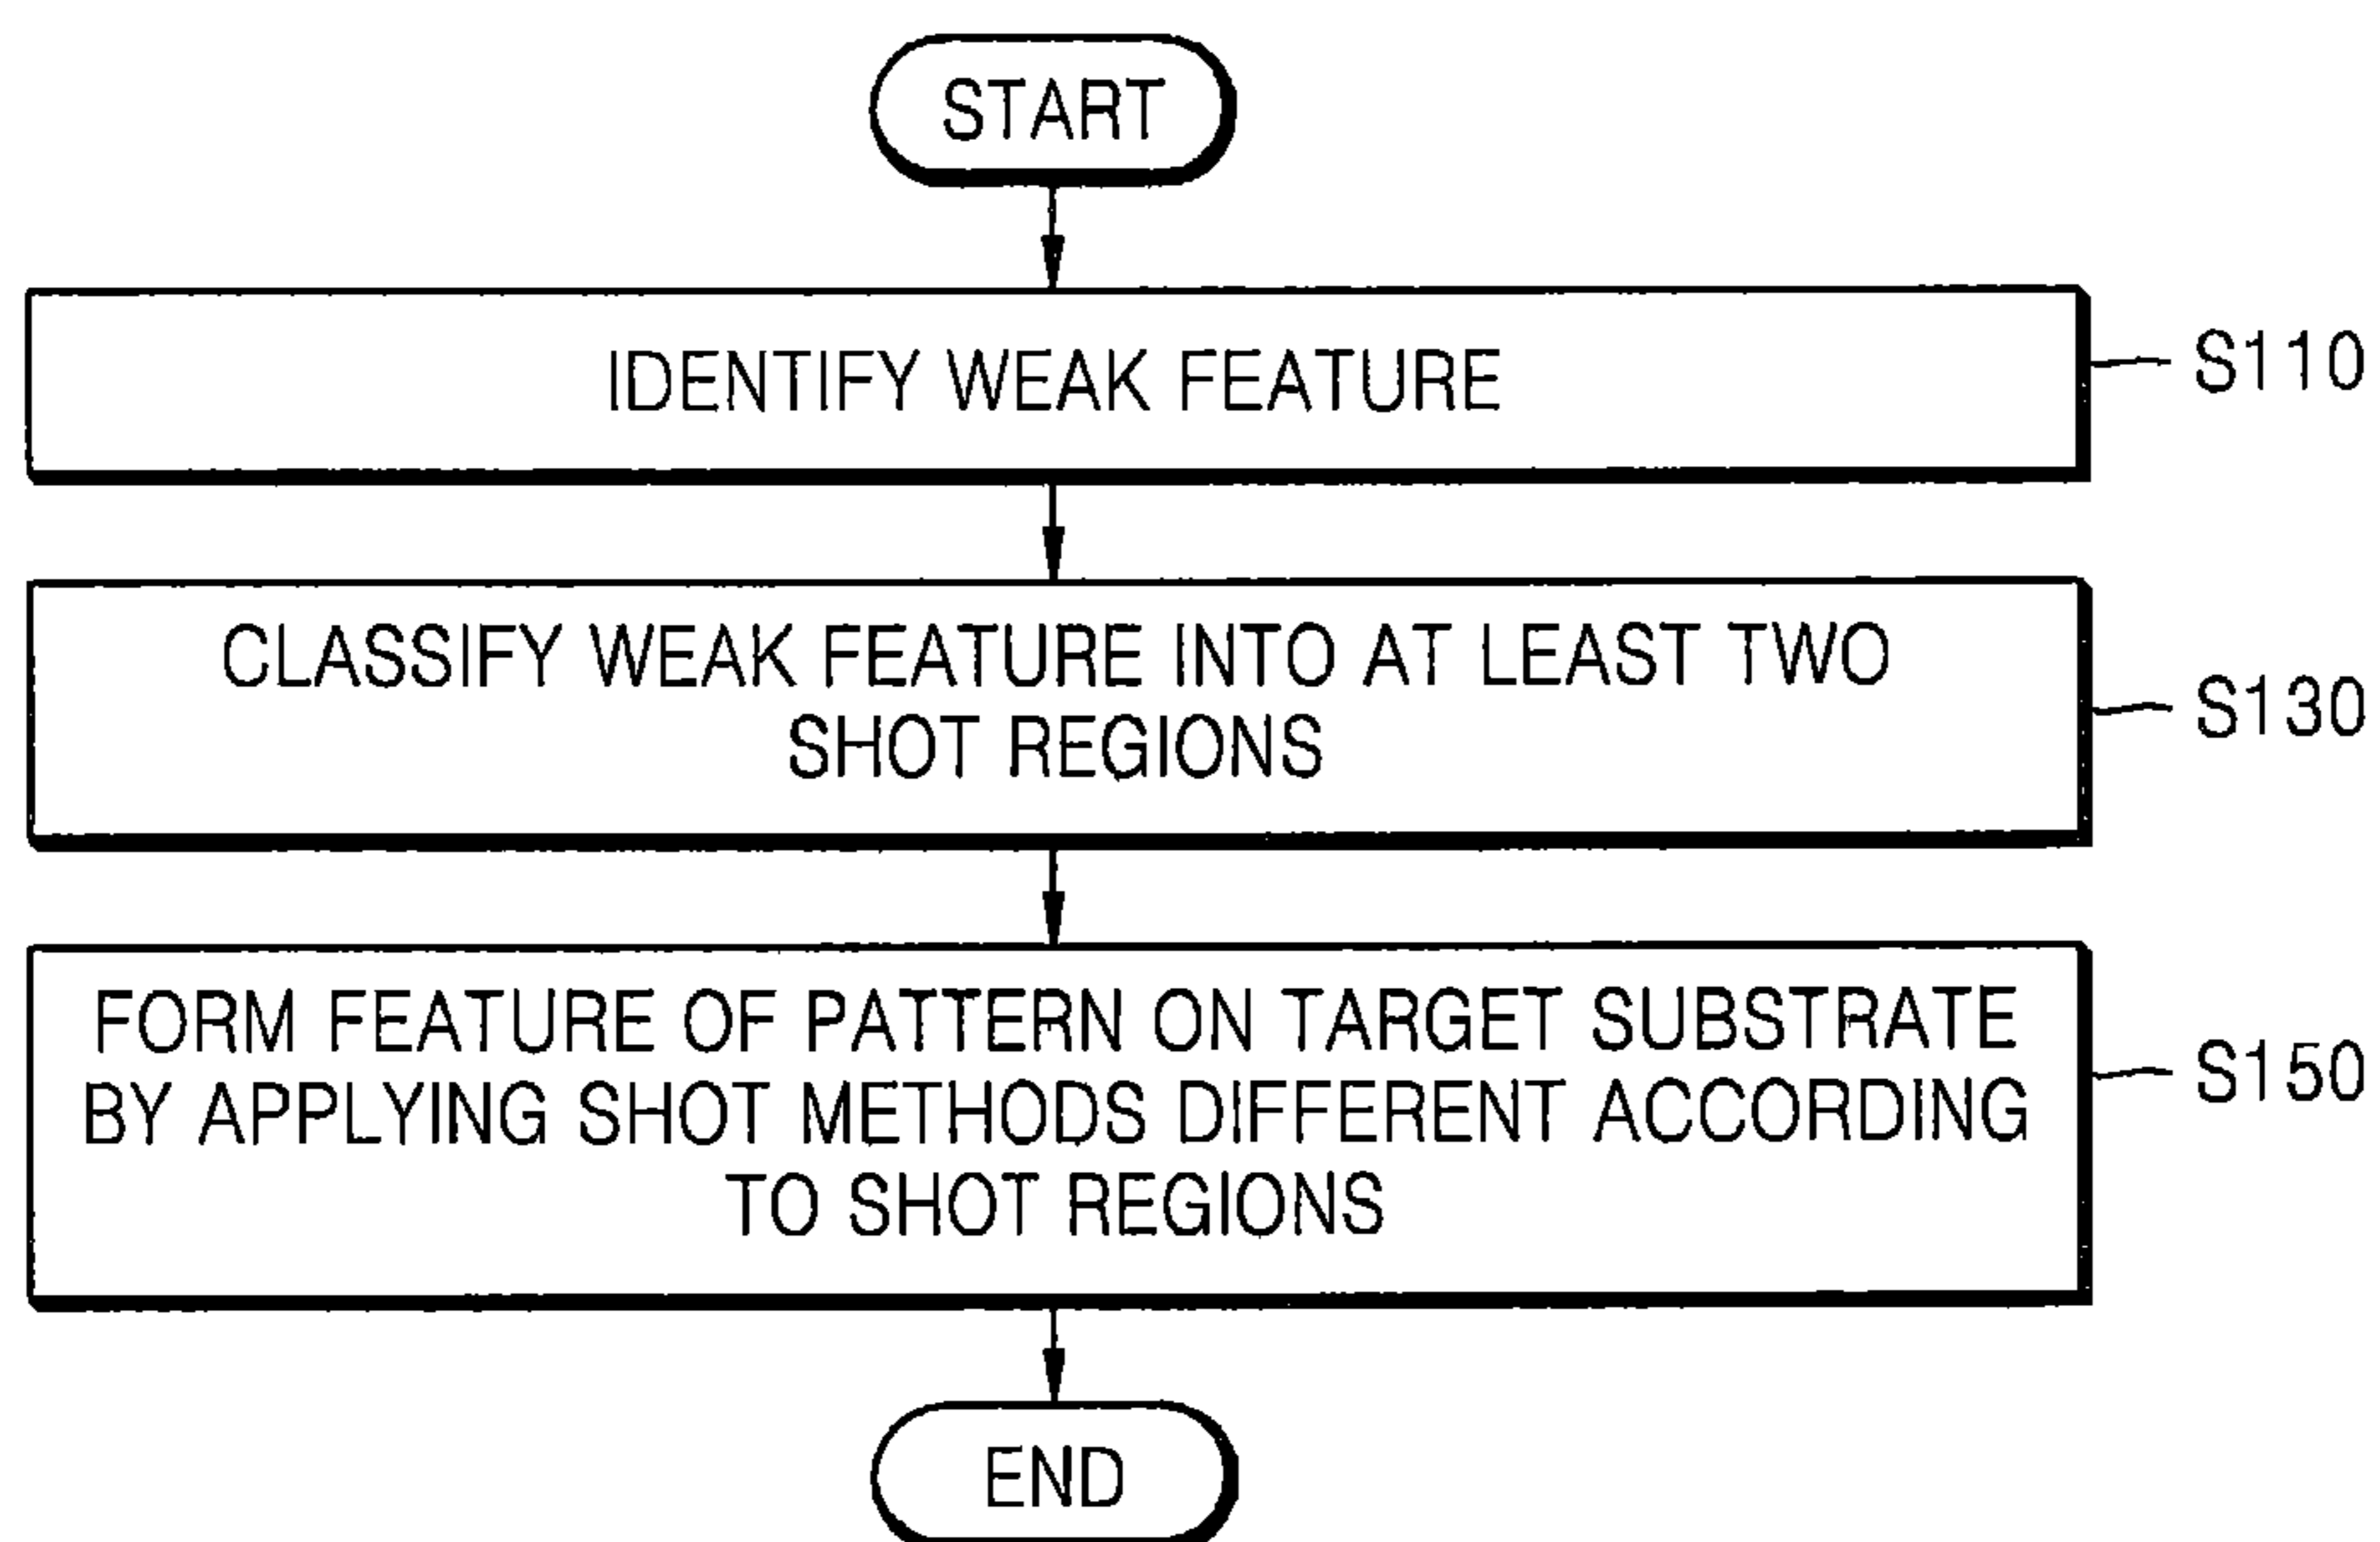 START
IDENTIFY WEAK FEATURE
S110
CLASSIFY WEAK FEATURE INTO AT LEAST TWO
SHOT REGIONS
S130
FORM FEATURE OF PATTERN ON TARGET SUBSTRATE
BY APPLYING SHOT METHODS DIFFERENT ACCORDING
TO SHOT REGIONS
S150
END